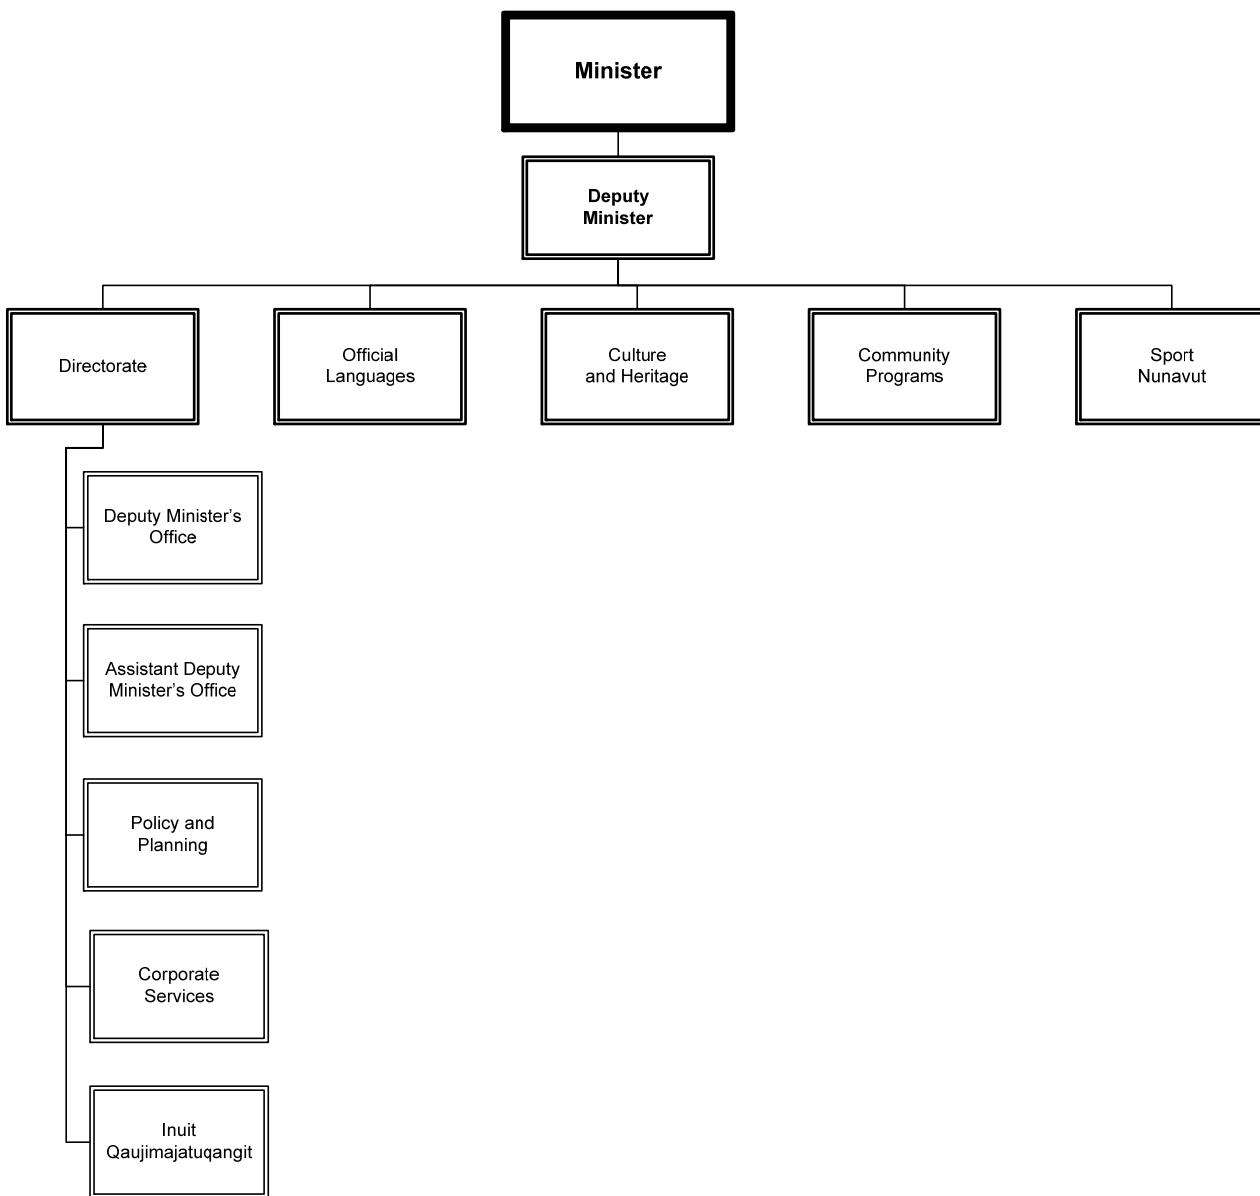 Minister
Deputy
Minister
Directorate
Official
Languages
Culture
and Heritage
Community
Programs
Sport
Nunavut
Deputy Minister’s
Office
Assistant Deputy
Minister’s Office
Policy and
Planning
Corporate
Services
Inuit
Qaujimajatuqangit